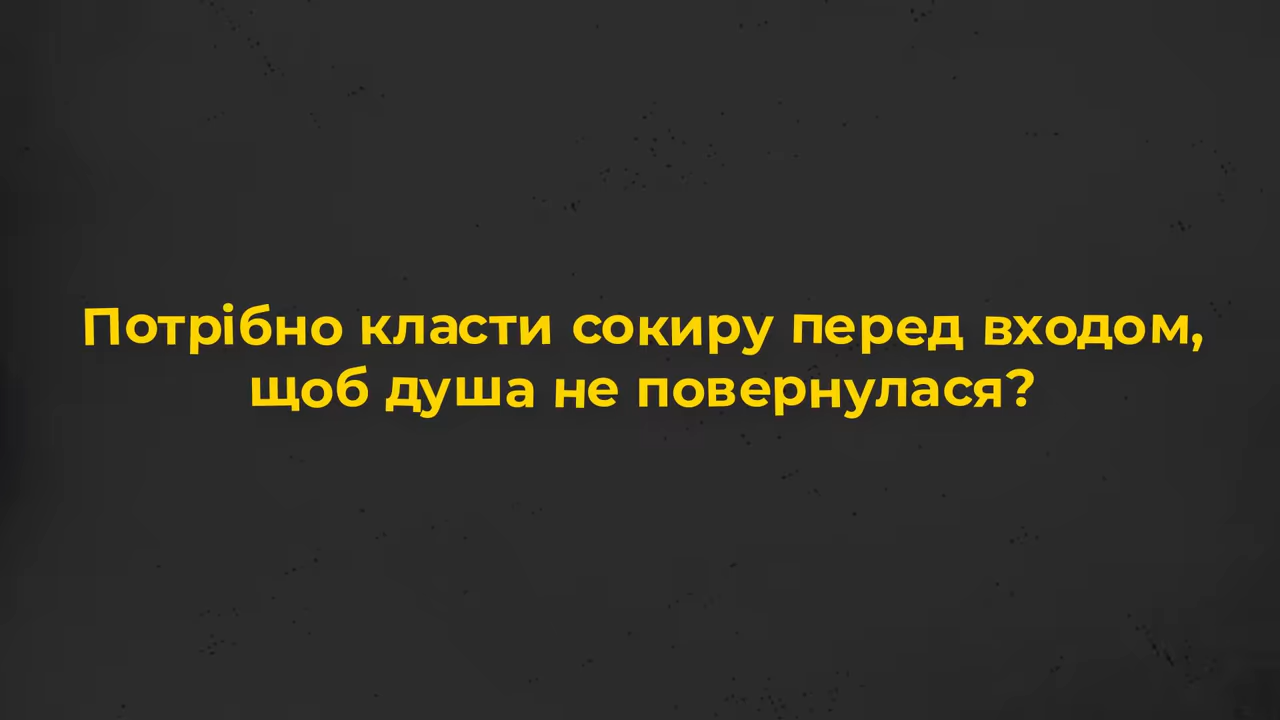 Потрібно класти сокиру перед входом,
щоб душа не повернулася?